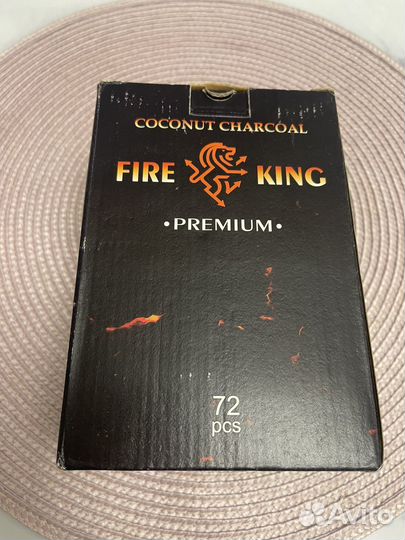 COCONUT CHARCOAL
FIRE KING
•PREMIUM•
72
pcs
Avito